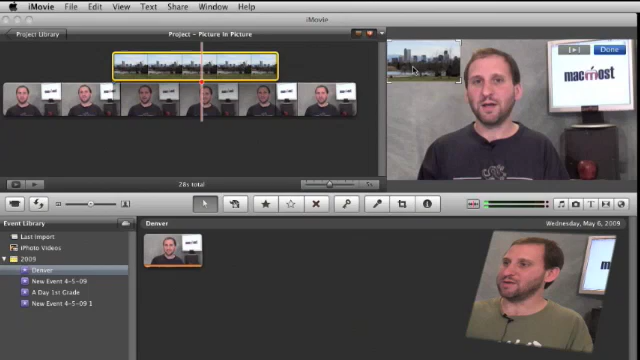 iMovie File Edit View Text Share Window Help
iMovie
Project Library
Project - Picture In Picture
Done
macmost
28s total
5s
Event Library
Denver
Wednesday, May 6, 2009
Last Import
iPhoto Videos
2009
Denver
New Event 4-5-09
A Day 1st Grade
New Event 4-5-09 1